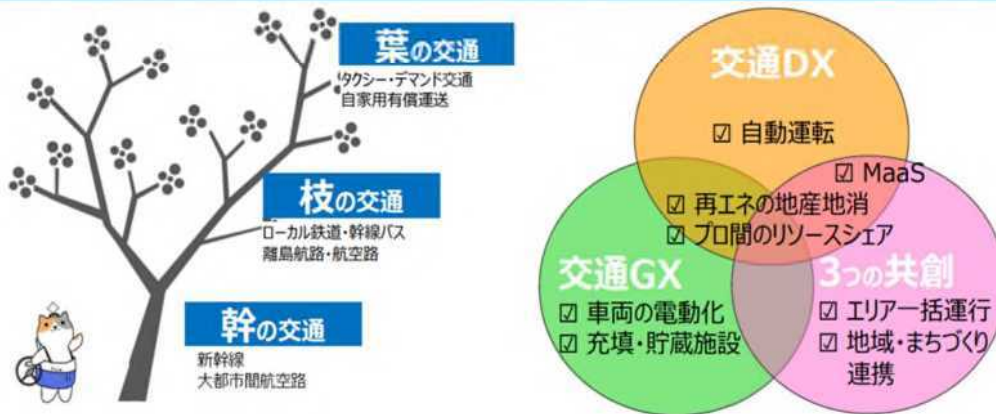 葉の交通
タクシー・デマンド交通
自家用有償運送
枝の交通
ローカル鉄道・幹線バス
離島航路・航空路
幹の交通
新幹線
大都市間航空路
交通DX
☑ 自動運転
☑ MaaS
☑ 再エネの地産地消
☑ プロ間のリソースシェア
交通GX
☑ 車両の電動化
☑ 充填・貯蔵施設
3つの共創
☑ エリア一括運行
☑ 地域・まちづくり
連携